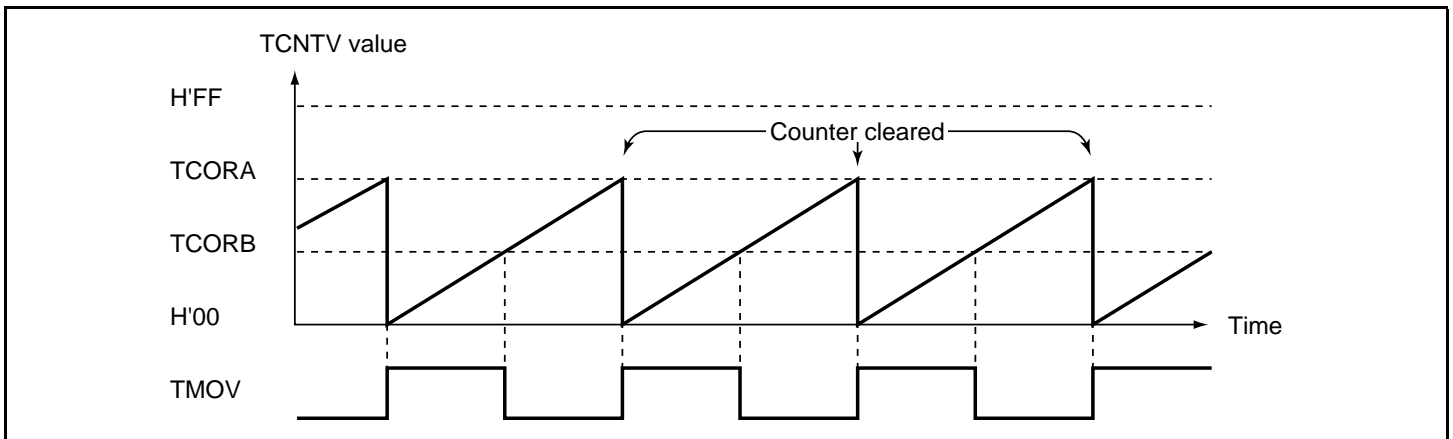 TCNTV value
H'FF
Counter cleared
TCORA
TCORB
H'00
Time
TMOV